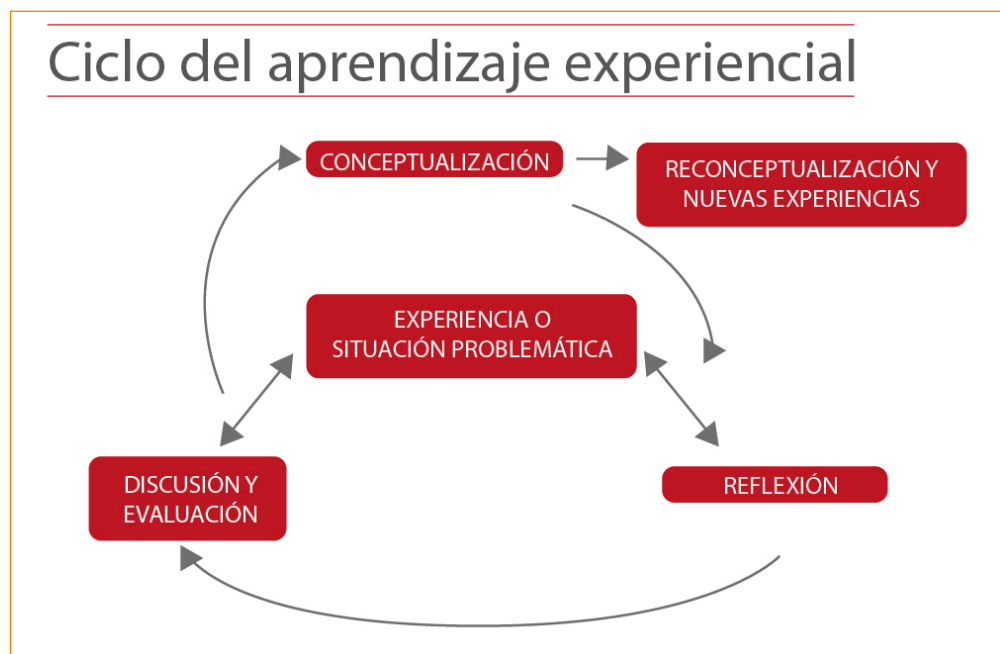 Ciclo del aprendizaje experiencial
CONCEPTUALIZACIÓN
RECONCEPTUALIZACIÓN Y
NUEVAS EXPERIENCIAS
EXPERIENCIA O
SITUACIÓN PROBLEMÁTICA
DISCUSIÓN Y
EVALUACIÓN
REFLEXIÓN